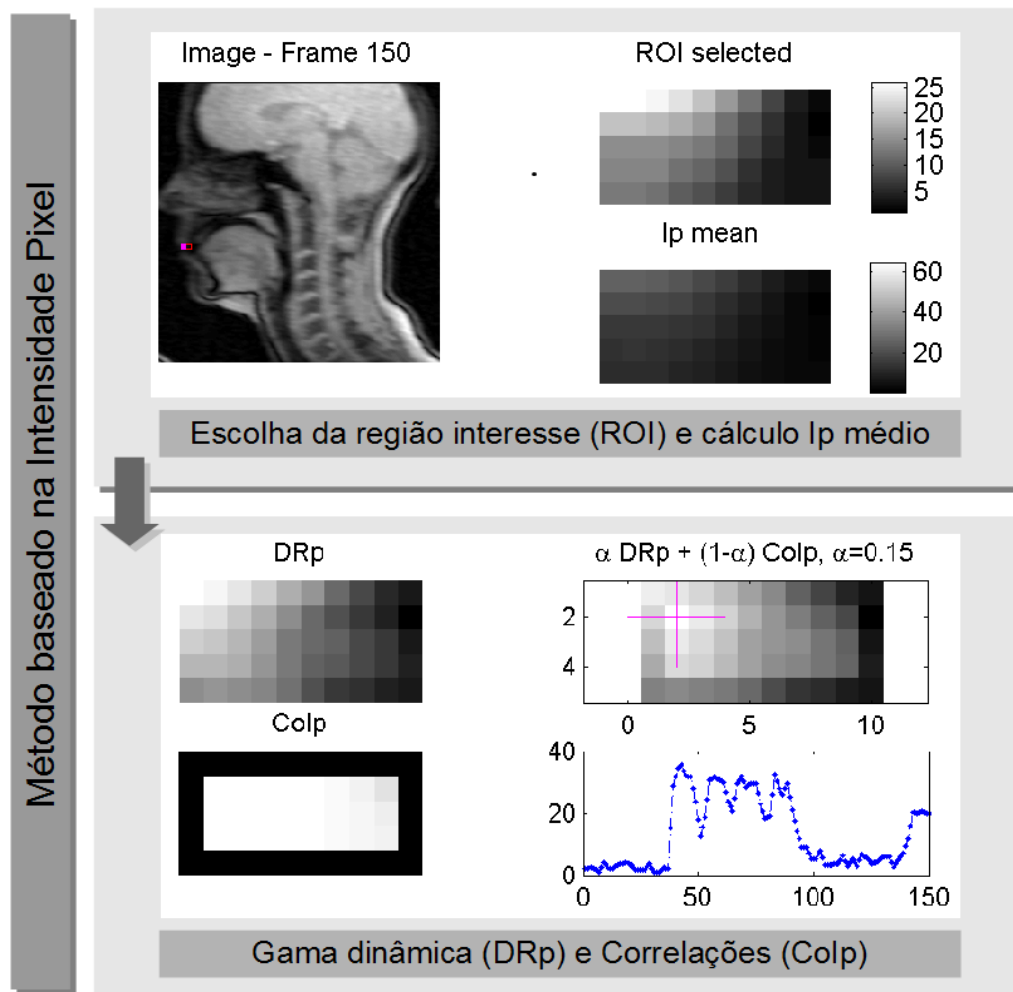 Método baseado na Intensidade Pixel
Image - Frame 150
ROI selected
25
20
15
10
5
Ip mean
60
40
20
Escolha da região interesse (ROI) e cálculo Ip médio
DRp
α DRp + (1-α) CoIp, α=0.15
2
4
0
5
10
CoIp
40
20
0
0
50
100
150
Gama dinâmica (DRp) e Correlações (CoIp)